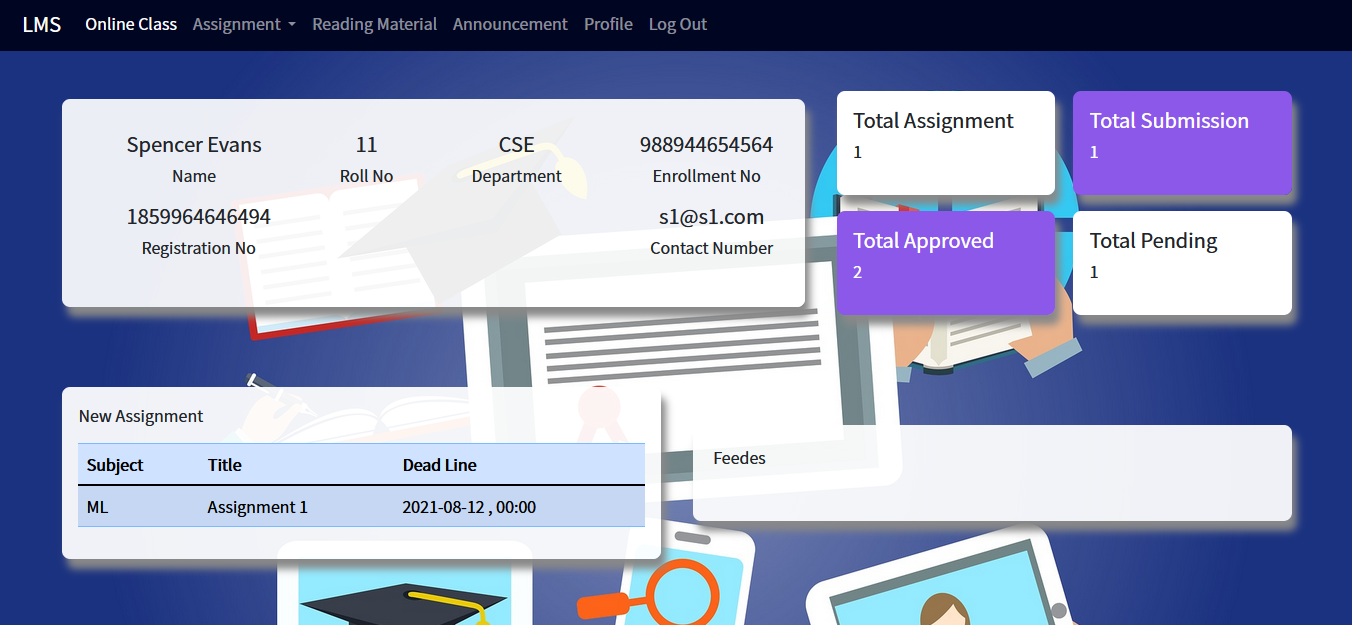 LMS Online Class Assignment Reading Material Announcement Profile Log Out
Spencer Evans 11 CSE 988944654564
Name Roll No Department Enrollment No
1859964646494 s1@s1.com
Registration No Contact Number
Total Assignment
1
Total Submission
1
Total Approved
2
Total Pending
1
New Assignment
Subject Title Dead Line
ML Assignment 1 2021-08-12 , 00:00
Feedes